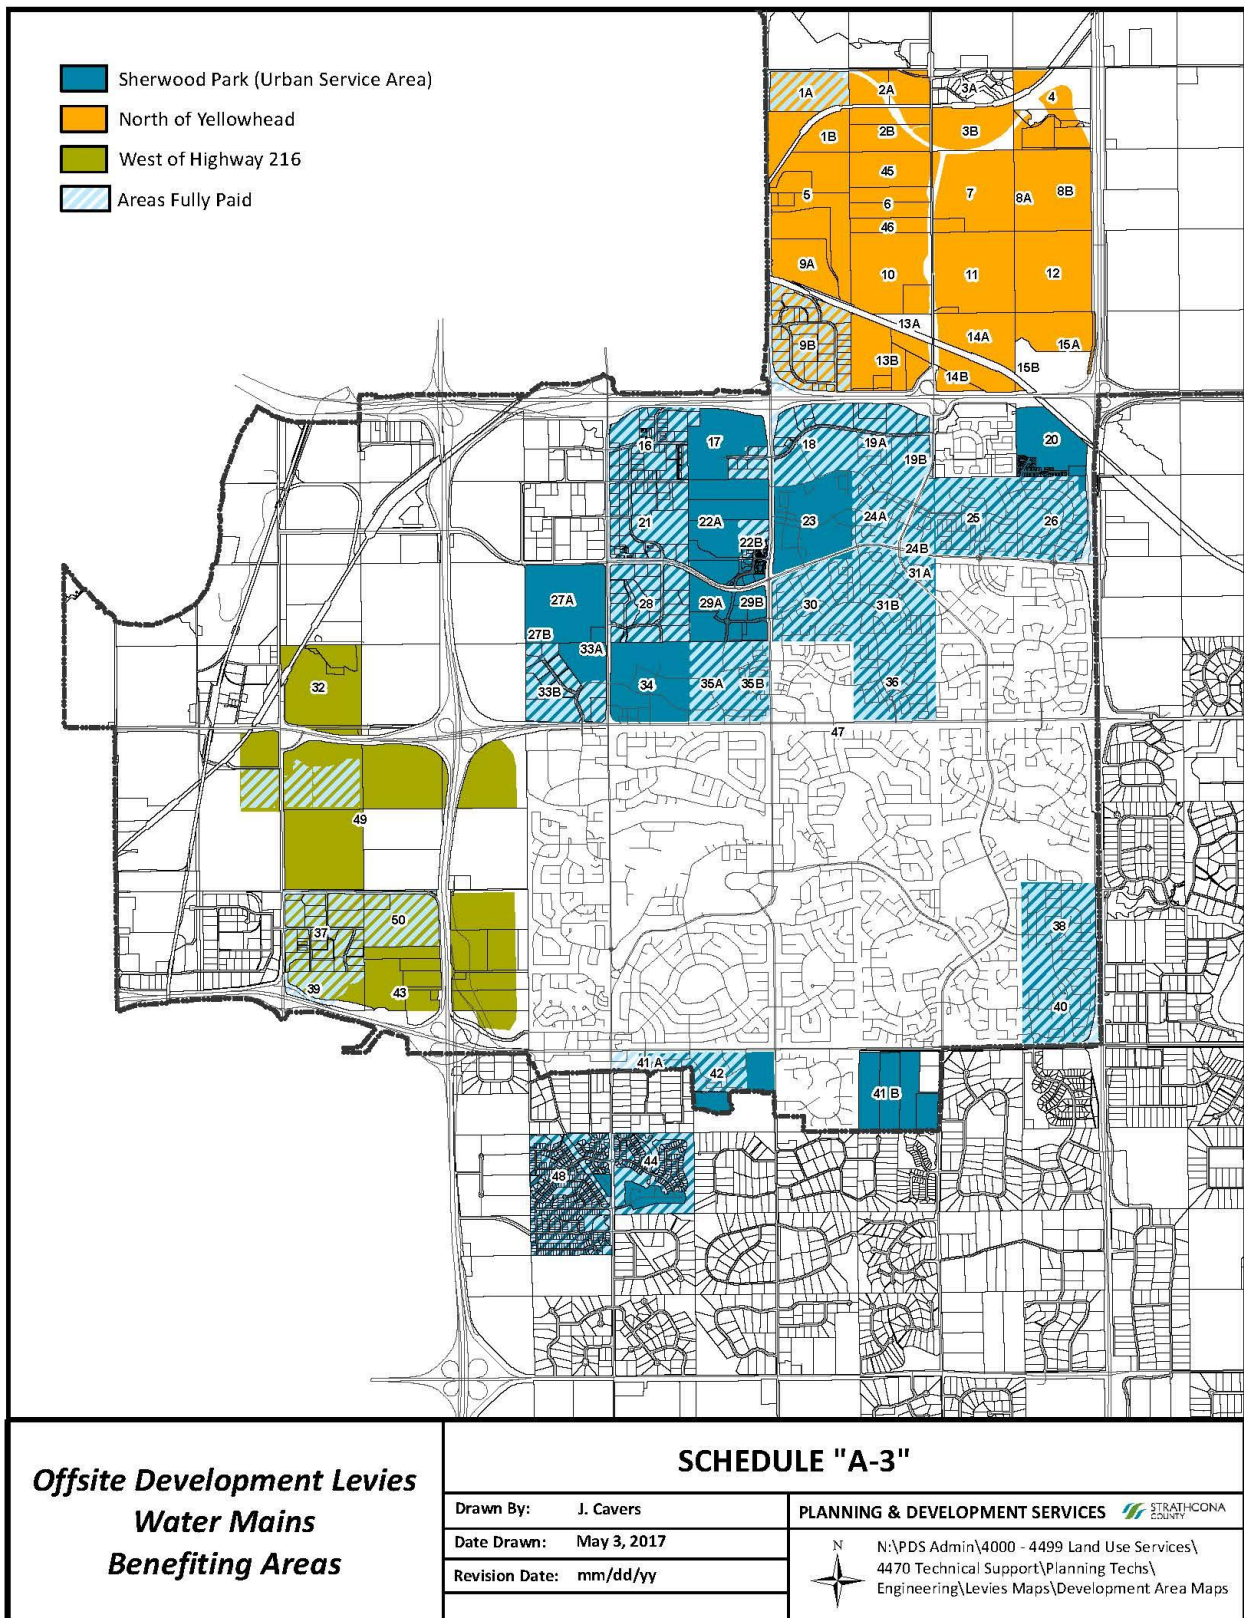 Sherwood Park (Urban Service Area)
North of Yellowhead
West of Highway 216
Areas Fully Paid
1A
2A
3A
4
1B
2B
3B
45
5
6
7
8A
8B
46
9A
10
11
12
13A
9B
13B
14A
14B
15A
15B
16
17
18
19A
19B
20
21
22A
22B
23
24A
24B
25
26
27A
27B
28
29A
29B
30
31A
31B
32
33A
33B
34
35A
35B
36
47
49
37
50
38
39
43
40
41 A
42
41 B
48
44
Offsite Development Levies
Water Mains
Benefiting Areas
SCHEDULE "A-3"
Drawn By: J. Cavers
Date Drawn: May 3, 2017
Revision Date: mm/dd/yy
PLANNING & DEVELOPMENT SERVICES
STRATHCONA
COUNTY
N
N:\PDS Admin\4000 - 4499 Land Use Services\
4470 Technical Support\Planning Techs\
Engineering\Levies Maps\Development Area Maps